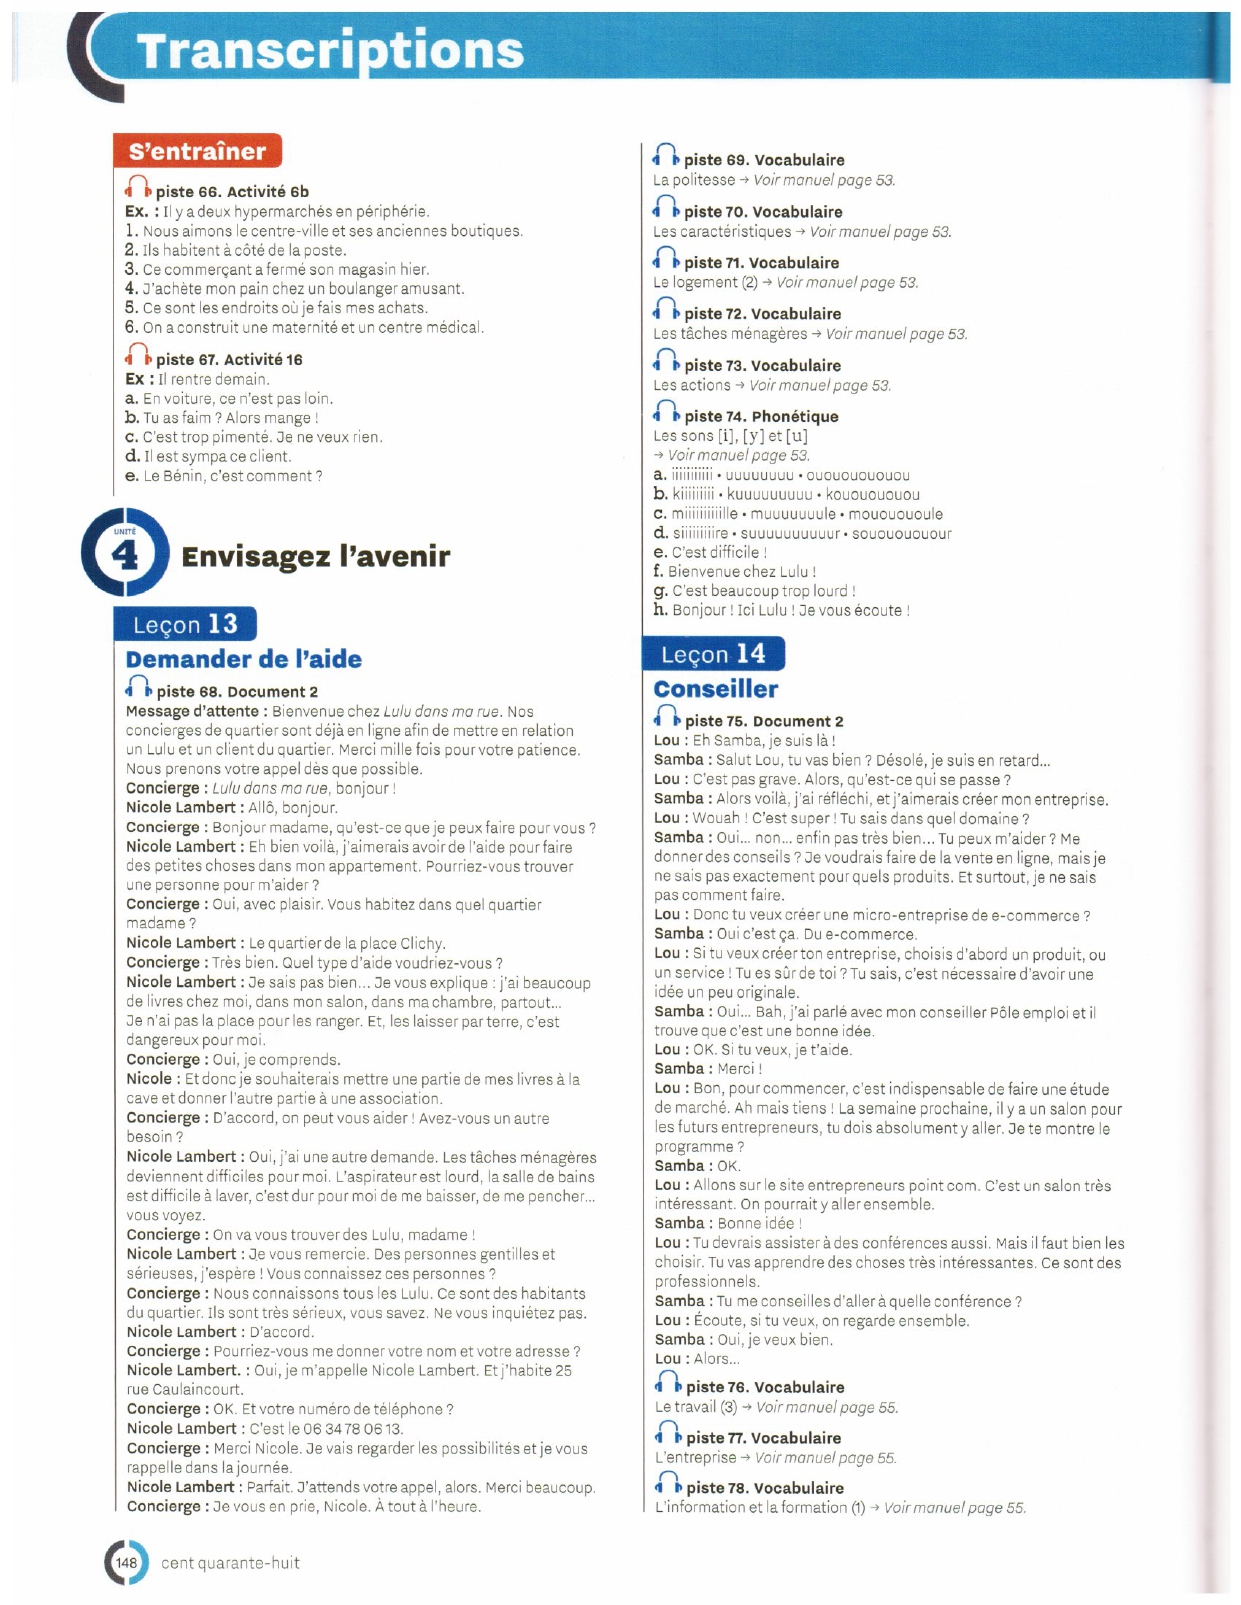 Transcriptions
S'entraîner
piste 66. Activité 6b
Ex. : Il y a deux hypermarchés en périphérie.
1. Nous aimons le centre-ville et ses anciennes boutiques.
2. Ils habitent à côté de la poste.
3. Ce commerçant a fermé son magasin hier.
4. J'achète mon pain chez un boulanger amusant.
5. Ce sont les endroits où je fais mes achats.
6. On a construit une maternité et un centre médical.
piste 67. Activité 16
Ex : Il rentre demain.
a. En voiture, ce n'est pas loin.
b. Tu as faim ? Alors mange !
c. C'est trop pimenté. Je ne veux rien.
d. Il est sympa ce client.
e. Le Bénin, c'est comment ?
UNITÉ
4 Envisagez l'avenir
Leçon 13
Demander de l'aide
piste 68. Document 2
Message d'attente : Bienvenue chez Lulu dans ma rue. Nos
concierges de quartier sont déjà en ligne afin de mettre en relation
un Lulu et un client du quartier. Merci mille fois pour votre patience.
Nous prenons votre appel dès que possible.
Concierge : Lulu dans ma rue, bonjour !
Nicole Lambert : Allô, bonjour.
Concierge : Bonjour madame, qu'est-ce que je peux faire pour vous ?
Nicole Lambert : Eh bien voilà, j'aimerais avoir de l'aide pour faire
des petites choses dans mon appartement. Pourriez-vous trouver
une personne pour m'aider ?
Concierge : Oui, avec plaisir. Vous habitez dans quel quartier
madame ?
Nicole Lambert : Le quartier de la place Clichy.
Concierge : Très bien. Quel type d'aide voudriez-vous ?
Nicole Lambert : Je sais pas bien... Je vous explique : j'ai beaucoup
de livres chez moi, dans mon salon, dans ma chambre, partout...
Je n'ai pas la place pour les ranger. Et, les laisser par terre, c'est
dangereux pour moi.
Concierge : Oui, je comprends.
Nicole : Et donc je souhaiterais mettre une partie de mes livres à la
cave et donner l'autre partie à une association.
Concierge : D'accord, on peut vous aider ! Avez-vous un autre
besoin ?
Nicole Lambert : Oui, j'ai une autre demande. Les tâches ménagères
deviennent difficiles pour moi. L'aspirateur est lourd, la salle de bains
est difficile à laver, c'est dur pour moi de me baisser, de me pencher...
vous voyez.
Concierge : On va vous trouver des Lulu, madame !
Nicole Lambert : Je vous remercie. Des personnes gentilles et
sérieuses, j'espère ! Vous connaissez ces personnes ?
Concierge : Nous connaissons tous les Lulu. Ce sont des habitants
du quartier. Ils sont très sérieux, vous savez. Ne vous inquiétez pas.
Nicole Lambert : D'accord.
Concierge : Pourriez-vous me donner votre nom et votre adresse ?
Nicole Lambert. : Oui, je m'appelle Nicole Lambert. Et j'habite 25
rue Caulaincourt.
Concierge : OK. Et votre numéro de téléphone ?
Nicole Lambert : C'est le 06 34 78 06 13.
Concierge : Merci Nicole. Je vais regarder les possibilités et je vous
rappelle dans la journée.
Nicole Lambert : Parfait. J'attends votre appel, alors. Merci beaucoup.
Concierge : Je vous en prie, Nicole. À tout à l'heure.
piste 69. Vocabulaire
La politesse → Voir manuel page 53.
piste 70. Vocabulaire
Les caractéristiques → Voir manuel page 53.
piste 71. Vocabulaire
Le logement (2) → Voir manuel page 53.
piste 72. Vocabulaire
Les tâches ménagères → Voir manuel page 53.
piste 73. Vocabulaire
Les actions → Voir manuel page 53.
piste 74. Phonétique
Les sons [i], [y] et [u]
→ Voir manuel page 53.
a. iiiiiiiiiii • uuuuuuuu • ououououououou
b. kiiiiiiiii • kuuuuuuuuu • kouououououou
c. miiiiiiiiiiille • muuuuuuule • mououououle
d. siiiiiiiiiire • suuuuuuuuuur • sououououour
e. C'est difficile !
f. Bienvenue chez Lulu !
g. C'est beaucoup trop lourd !
h. Bonjour ! Ici Lulu ! Je vous écoute !
Leçon 14
Conseiller
piste 75. Document 2
Lou : Eh Samba, je suis là !
Samba : Salut Lou, tu vas bien ? Désolé, je suis en retard...
Lou : C'est pas grave. Alors, qu'est-ce qui se passe ?
Samba : Alors voilà, j'ai réfléchi, et j'aimerais créer mon entreprise.
Lou : Wouah ! C'est super ! Tu sais dans quel domaine ?
Samba : Oui... non... enfin pas très bien... Tu peux m'aider ? Me
donner des conseils ? Je voudrais faire de la vente en ligne, mais je
ne sais pas exactement pour quels produits. Et surtout, je ne sais
pas comment faire.
Lou : Donc tu veux créer une micro-entreprise de e-commerce ?
Samba : Oui c'est ça. Du e-commerce.
Lou : Si tu veux créer ton entreprise, choisis d'abord un produit, ou
un service ! Tu es sûr de toi ? Tu sais, c'est nécessaire d'avoir une
idée un peu originale.
Samba : Oui... Bah, j'ai parlé avec mon conseiller Pôle emploi et il
trouve que c'est une bonne idée.
Lou : OK. Si tu veux, je t'aide.
Samba : Merci !
Lou : Bon, pour commencer, c'est indispensable de faire une étude
de marché. Ah mais tiens ! La semaine prochaine, il y a un salon pour
les futurs entrepreneurs, tu dois absolument y aller. Je te montre le
programme ?
Samba : OK.
Lou : Allons sur le site entrepreneurs point com. C'est un salon très
intéressant. On pourrait y aller ensemble.
Samba : Bonne idée !
Lou : Tu devrais assister à des conférences aussi. Mais il faut bien les
choisir. Tu vas apprendre des choses très intéressantes. Ce sont des
professionnels.
Samba : Tu me conseilles d'aller à quelle conférence ?
Lou : Écoute, si tu veux, on regarde ensemble.
Samba : Oui, je veux bien.
Lou : Alors...
piste 76. Vocabulaire
Le travail (3) → Voir manuel page 55.
piste 77. Vocabulaire
L'entreprise → Voir manuel page 55.
piste 78. Vocabulaire
L'information et la formation (1) → Voir manuel page 55.
148 cent quarante-huit